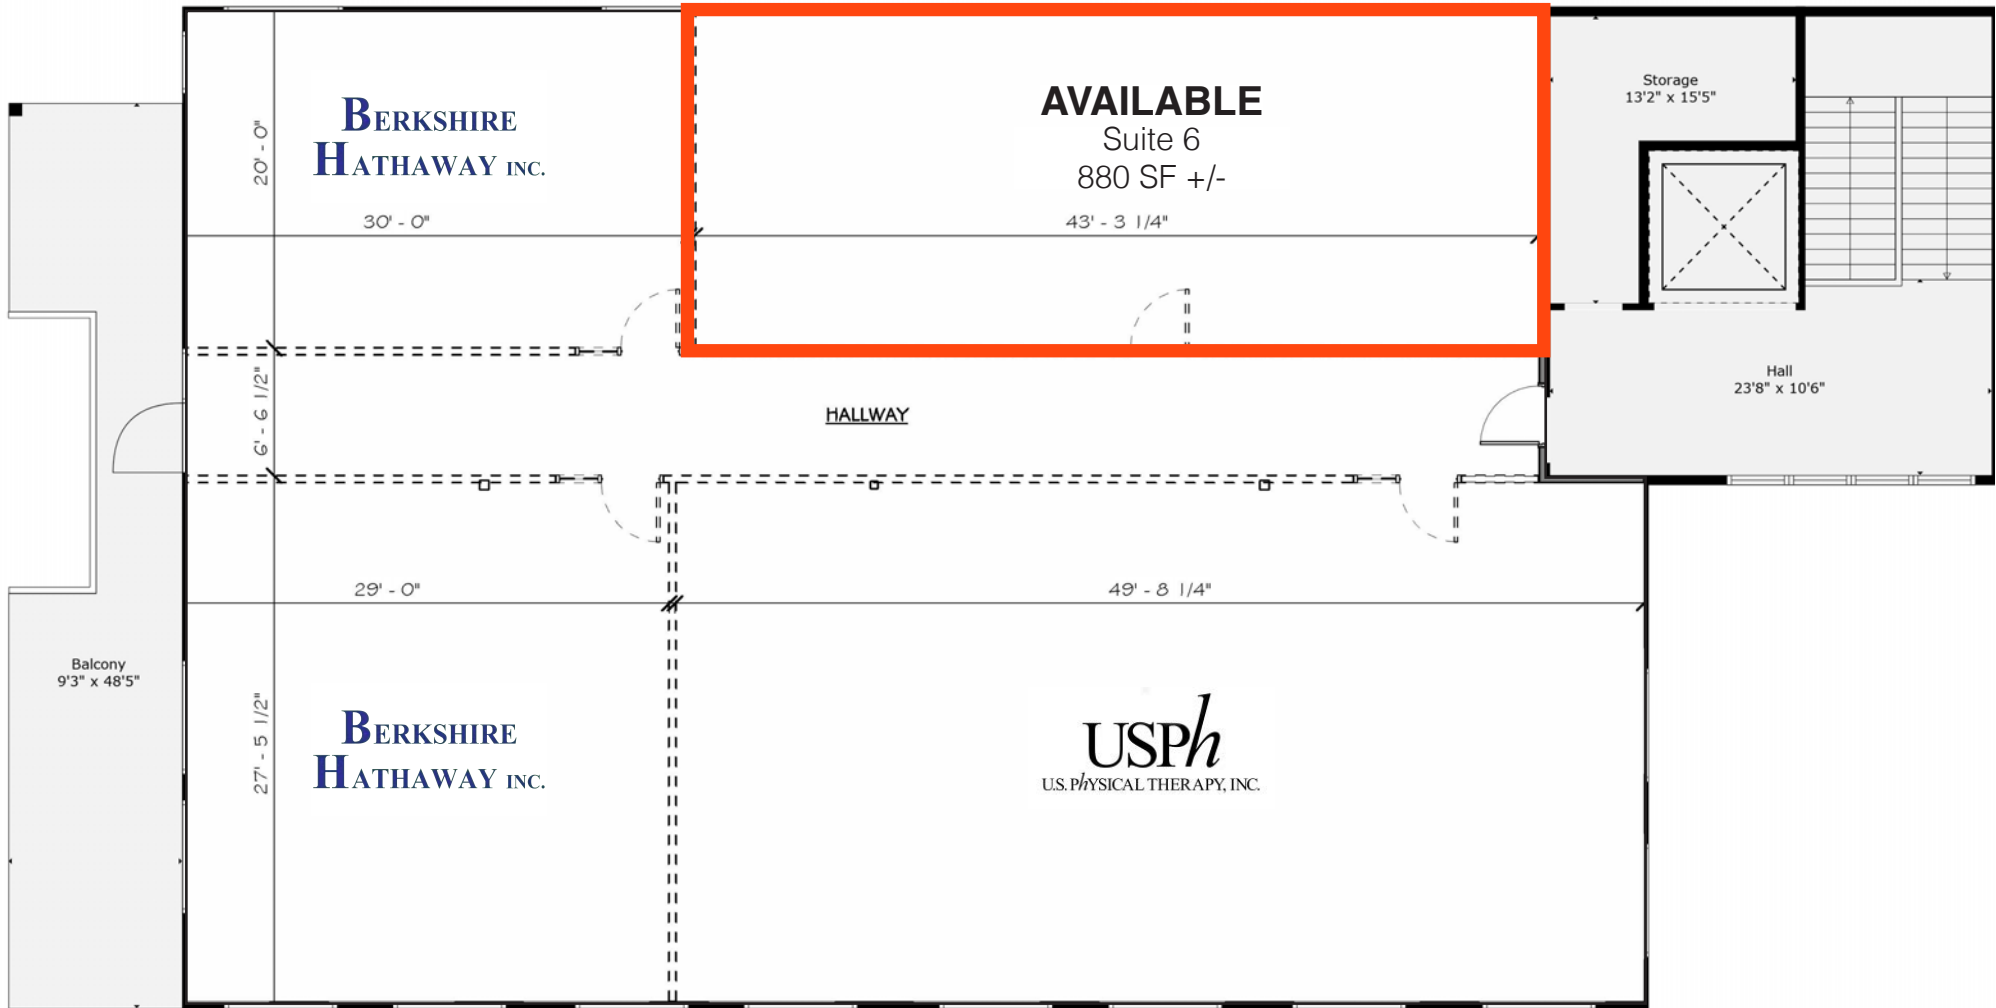 BERKSHIRE
HATHAWAY INC.
AVAILABLE
Suite 6
880 SF +/-
Storage
13'2" x 15'5"
20' - 0"
30' - 0"
43' - 3 1/4"
6' - 6 1/2"
HALLWAY
Hall
23'8" x 10'6"
29' - 0"
49' - 8 1/4"
Balcony
9'3" x 48'5"
27' - 5 1/2"
BERKSHIRE
HATHAWAY INC.
USPh
U.S. PhYSICAL THERAPY, INC.